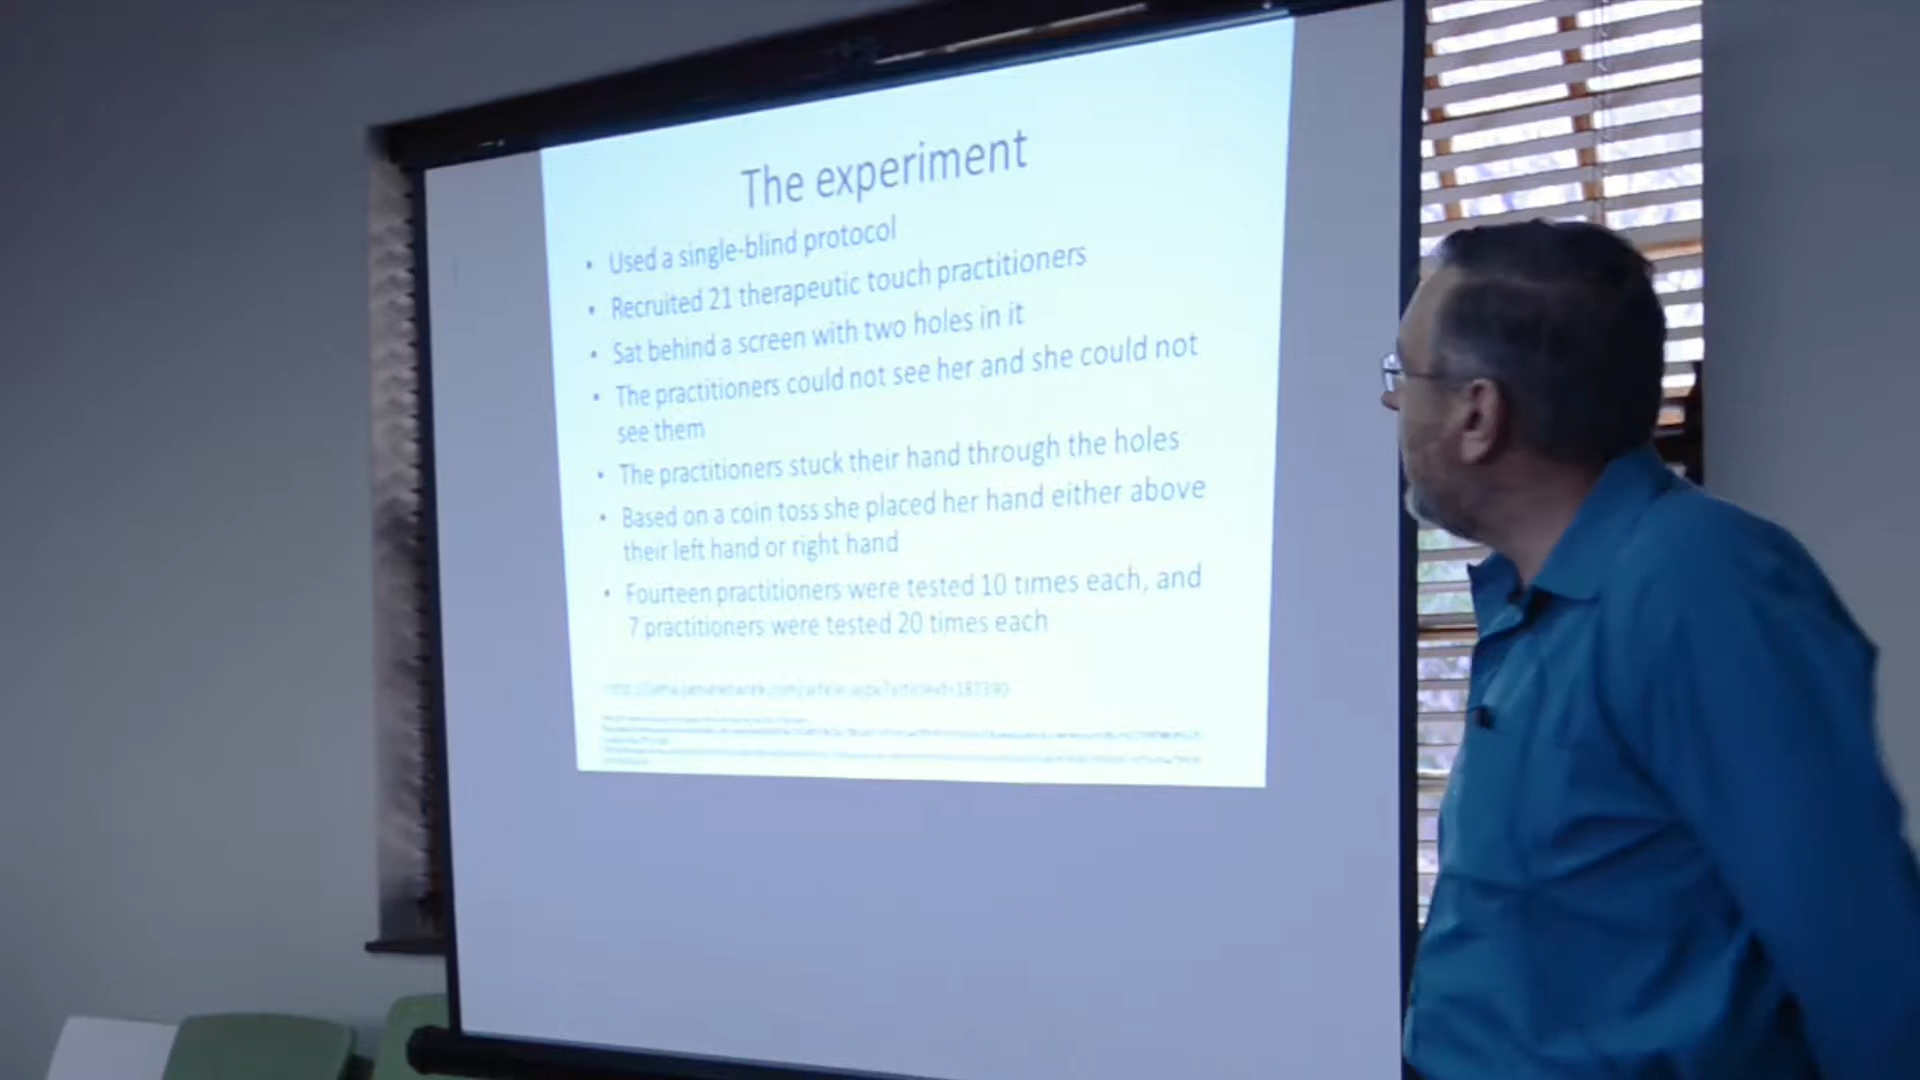 The experiment
• Used a single-blind protocol
• Recruited 21 therapeutic touch practitioners
• Sat behind a screen with two holes in it
• The practitioners could not see her and she could not
see them
• The practitioners stuck their hand through the holes
• Based on a coin toss she placed her hand either above
their left hand or right hand
• Fourteen practitioners were tested 10 times each, and
7 practitioners were tested 20 times each